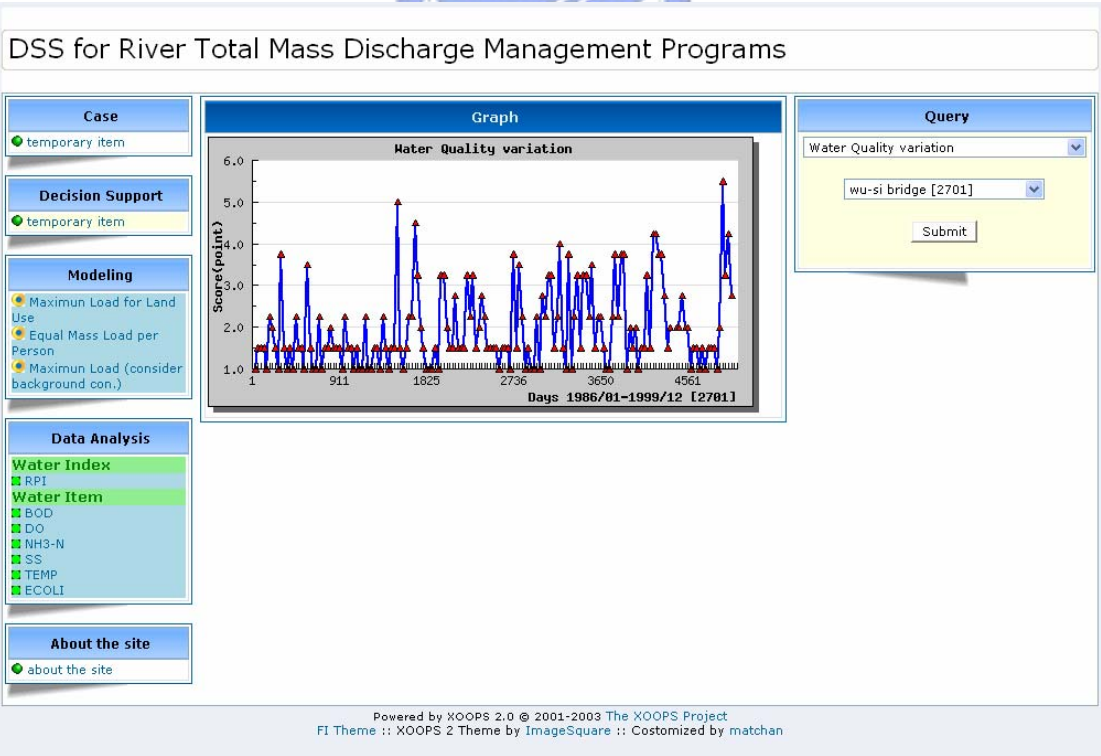 DSS for River Total Mass Discharge Management Programs
Case
temporary item
Decision Support
temporary item
Modeling
Maximun Load for Land
Use
Equal Mass Load per
Person
Maximun Load (consider
background con.)
Data Analysis
Water Index
RPI
Water Item
BOD
DO
NH3-N
SS
TEMP
ECOLI
About the site
about the site
Graph
Water Quality variation
Score(point)
6.0
5.0
4.0
3.0
2.0
1.0
1 911 1825 2736 3650 4561
Days 1986/01-1999/12 [2701]
Query
Water Quality variation
wu-si bridge [2701]
Submit
Powered by XOOPS 2.0 © 2001-2003 The XOOPS Project
FI Theme :: XOOPS 2 Theme by ImageSquare :: Costomized by matchan